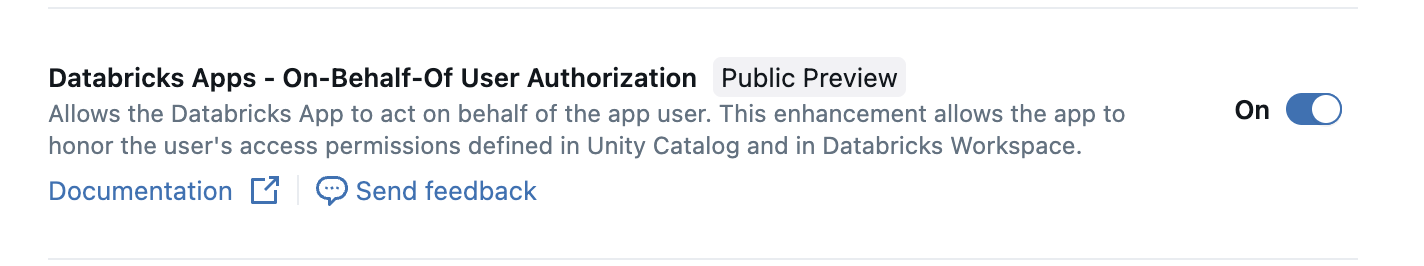 Databricks Apps - On-Behalf-Of User Authorization Public Preview
Allows the Databricks App to act on behalf of the app user. This enhancement allows the app to
honor the user's access permissions defined in Unity Catalog and in Databricks Workspace.
On
Documentation Send feedback